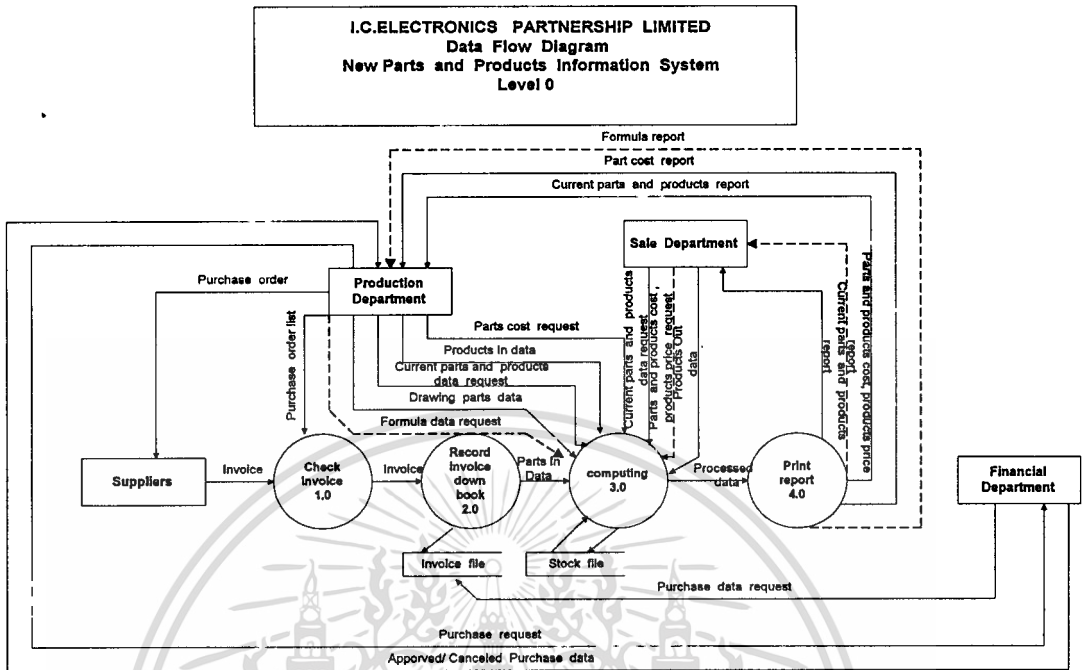 I.C.ELECTRONICS PARTNERSHIP LIMITED
Data Flow Diagram
New Parts and Products Information System
Level 0
Formula report
Part cost report
Current parts and products report
Sale Department
Purchase order
Production
Department
Parts cost request
Products In data
Current parts and products
data request
Drawing parts data
Formula data request
Purchase order list
Current parts and products
data request
Parts and products cost,
products price request
Products Out
data
Parts and products cost, products price
report
Current parts and products
report
Suppliers
Invoice
Check
Invoice
1.0
Invoice
Record
Invoice
down
book
2.0
Parts In
Data
computing
3.0
Processed
data
Print
report
4.0
Financial
Department
Invoice file
Stock file
Purchase data request
Purchase request
Apporved/ Canceled Purchase data